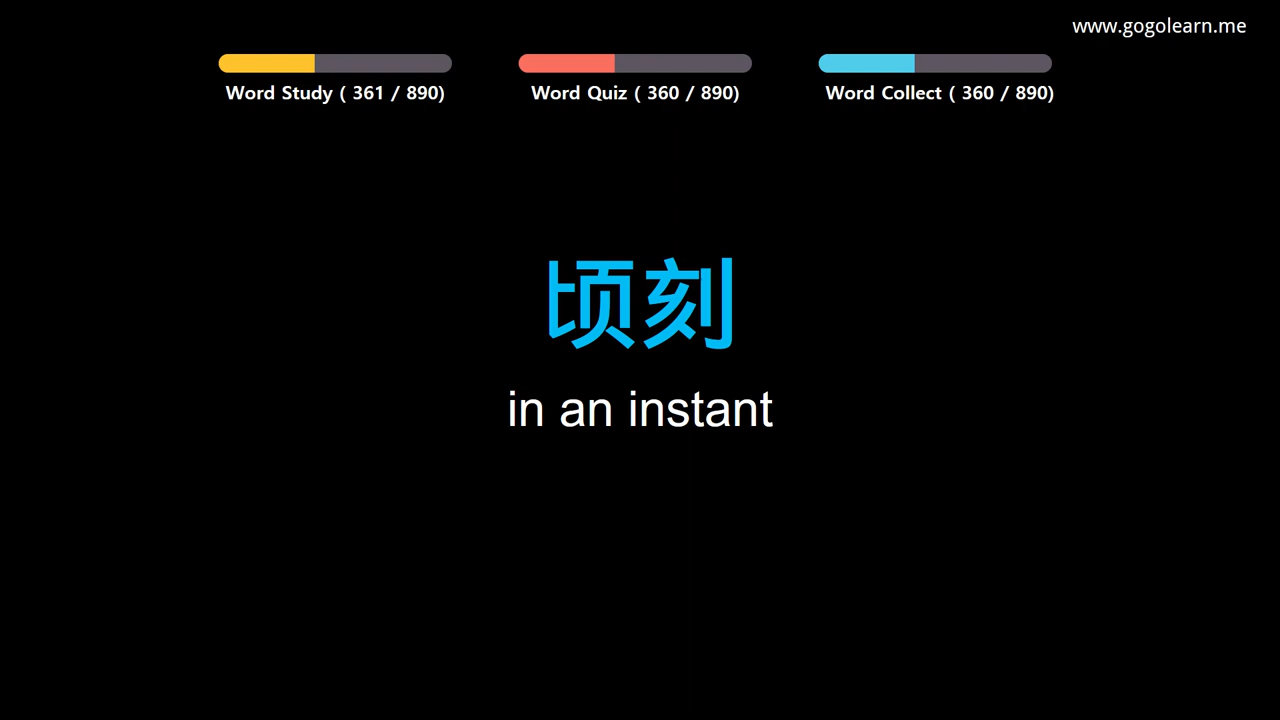 www.gogolearn.me
Word Study ( 361 / 890)
Word Quiz ( 360 / 890)
Word Collect ( 360 / 890)
顷刻
in an instant